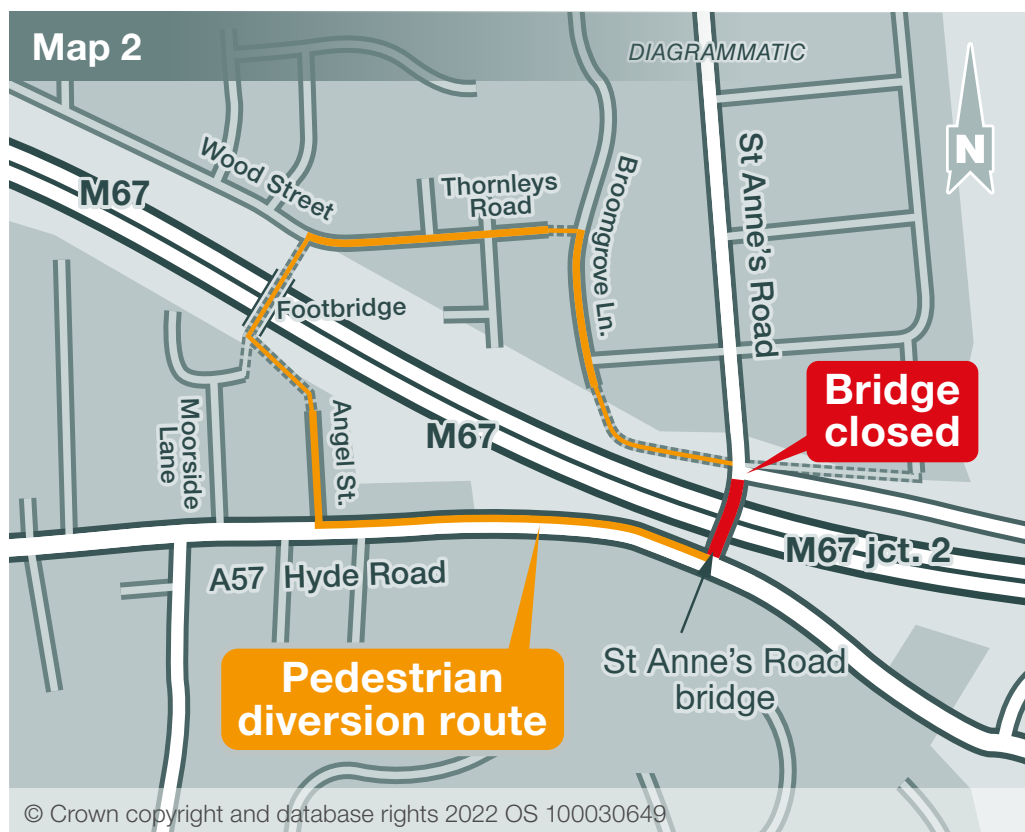 Map 2
DIAGRAMMATIC
N
Wood Street
M67
Thornleys
Road
Broomgrove Ln.
St Anne's Road
Footbridge
Bridge
closed
Moorside
Lane
Angel St.
M67
M67 jct. 2
A57 Hyde Road
Pedestrian
diversion route
St Anne's Road
bridge
© Crown copyright and database rights 2022 OS 100030649